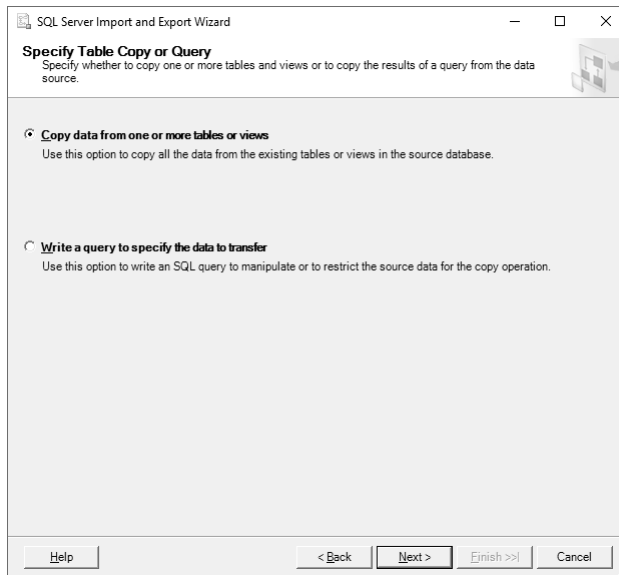 SQL Server Import and Export Wizard
Specify Table Copy or Query
Specify whether to copy one or more tables and views or to copy the results of a query from the data
source.
Copy data from one or more tables or views
Use this option to copy all the data from the existing tables or views in the source database.
Write a query to specify the data to transfer
Use this option to write an SQL query to manipulate or to restrict the source data for the copy operation.
Help < Back Next > Finish >>| Cancel